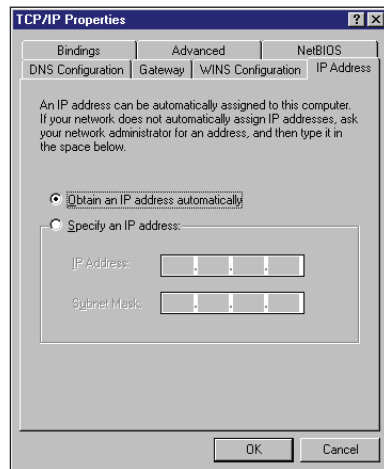 TCP/IP Properties
Bindings Advanced NetBIOS
DNS Configuration Gateway WINS Configuration IP Address
An IP address can be automatically assigned to this computer.
If your network does not automatically assign IP addresses, ask
your network administrator for an address, and then type it in
the space below.
Obtain an IP address automatically
Specify an IP address:
IP Address:
Subnet Mask:
OK Cancel